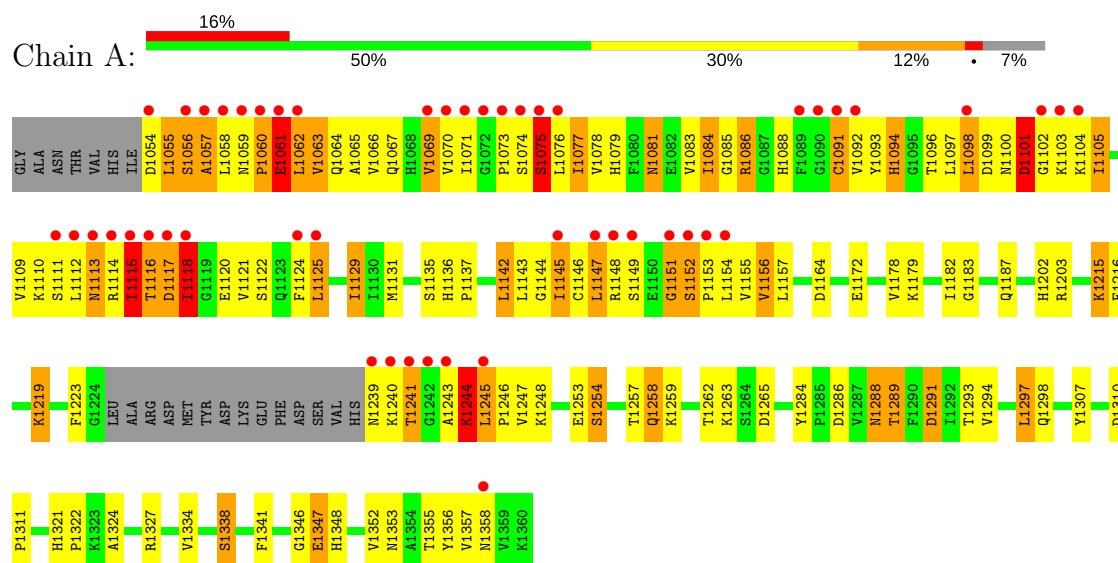 16%
Chain A:
50% 30% 12% • 7%
GLY ALA ASN THR VAL HIS ILE D1054 L1055 S1056 A1057 L1058 N1059 P1060 E1061 L1062 V1063 Q1064 A1065 V1066 Q1067 H1068 V1069 V1070 I1071 G1072 P1073 S1074 S1075 L1076 I1077 V1078 H1079 F1080 N1081 E1082 V1083 I1084 G1085 R1086 G1087 H1088 F1089 G1090 C1091 V1092 Y1093 H1094 G1095 T1096 L1097 L1098 D1099 N1100 D1101 G1102 K1103 K1104 I1105
V1109 K1110 S1111 L1112 N1113 R1114 I1115 T1116 D1117 I1118 G1119 E1120 V1121 S1122 Q1123 F1124 L1125 I1129 I1130 M1131 S1135 H1136 P1137 L1142 L1143 G1144 I1145 C1146 L1147 R1148 S1149 E1150 G1151 S1152 P1153 L1154 V1155 V1156 L1157 D1164 E1172 V1178 K1179 I1182 G1183 Q1187 H1202 R1203 K1215 E1216
K1219 F1223 G1224 LEU ALA ARG ASP MET TYR ASP LYS GLU PHE ASP SER VAL HIS N1239 K1240 T1241 G1242 A1243 K1244 L1245 P1246 V1247 K1248 E1253 S1254 T1257 Q1258 K1259 T1262 K1263 S1264 D1265 Y1284 P1285 D1286 V1287 N1288 T1289 F1290 D1291 I1292 T1293 V1294 L1297 Q1298 Y1307 D1310
P1311 H1321 P1322 K1323 A1324 R1327 V1334 S1338 F1341 G1346 E1347 H1348 V1352 N1353 A1354 T1355 Y1356 V1357 N1358 V1359 K1360